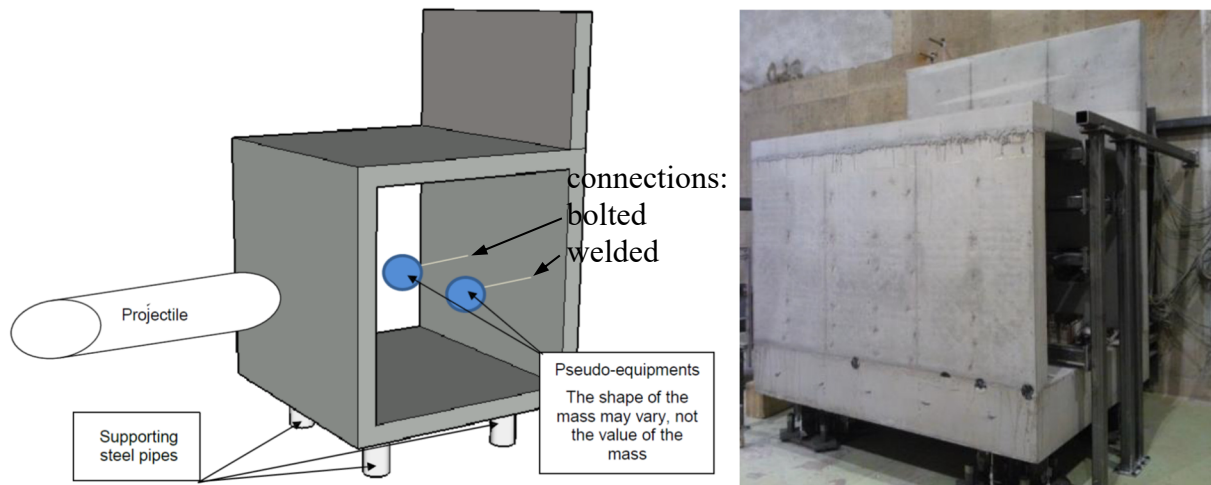 connections:
bolted
welded
Projectile
Pseudo-equipments
The shape of the
mass may vary, not
the value of the
mass
Supporting
steel pipes